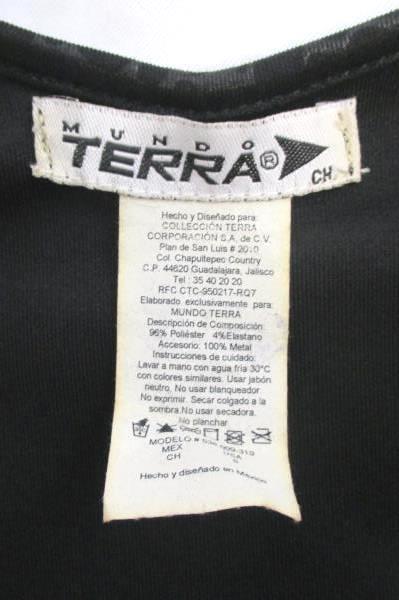 MUNDO
TERRA®
CH
Hecho y Diseñado para:
COLLECCIÓN TERRA
CORPORACIÓN S.A. de C.V.
Plan de San Luis # 2010
Col. Chapultepec Country
C.P. 44620 Guadalajara, Jalisco
Tel : 35 40 20 20
RFC CTC-950217-RQ7
Elaborado exclusivamente para:
MUNDO TERRA
Descripción de Composición:
96% Poliéster 4%Elastano
Accesorio: 100% Metal
Instrucciones de cuidado:
Lavar a mano con agua fría 30°C
con colores similares. Usar jabón
neutro. No usar blanqueador
No exprimir. Secar colgado a la
sombra.No usar secadora.
No planchar
MODELO #
MEX USA
CH S
Hecho y diseñado en México